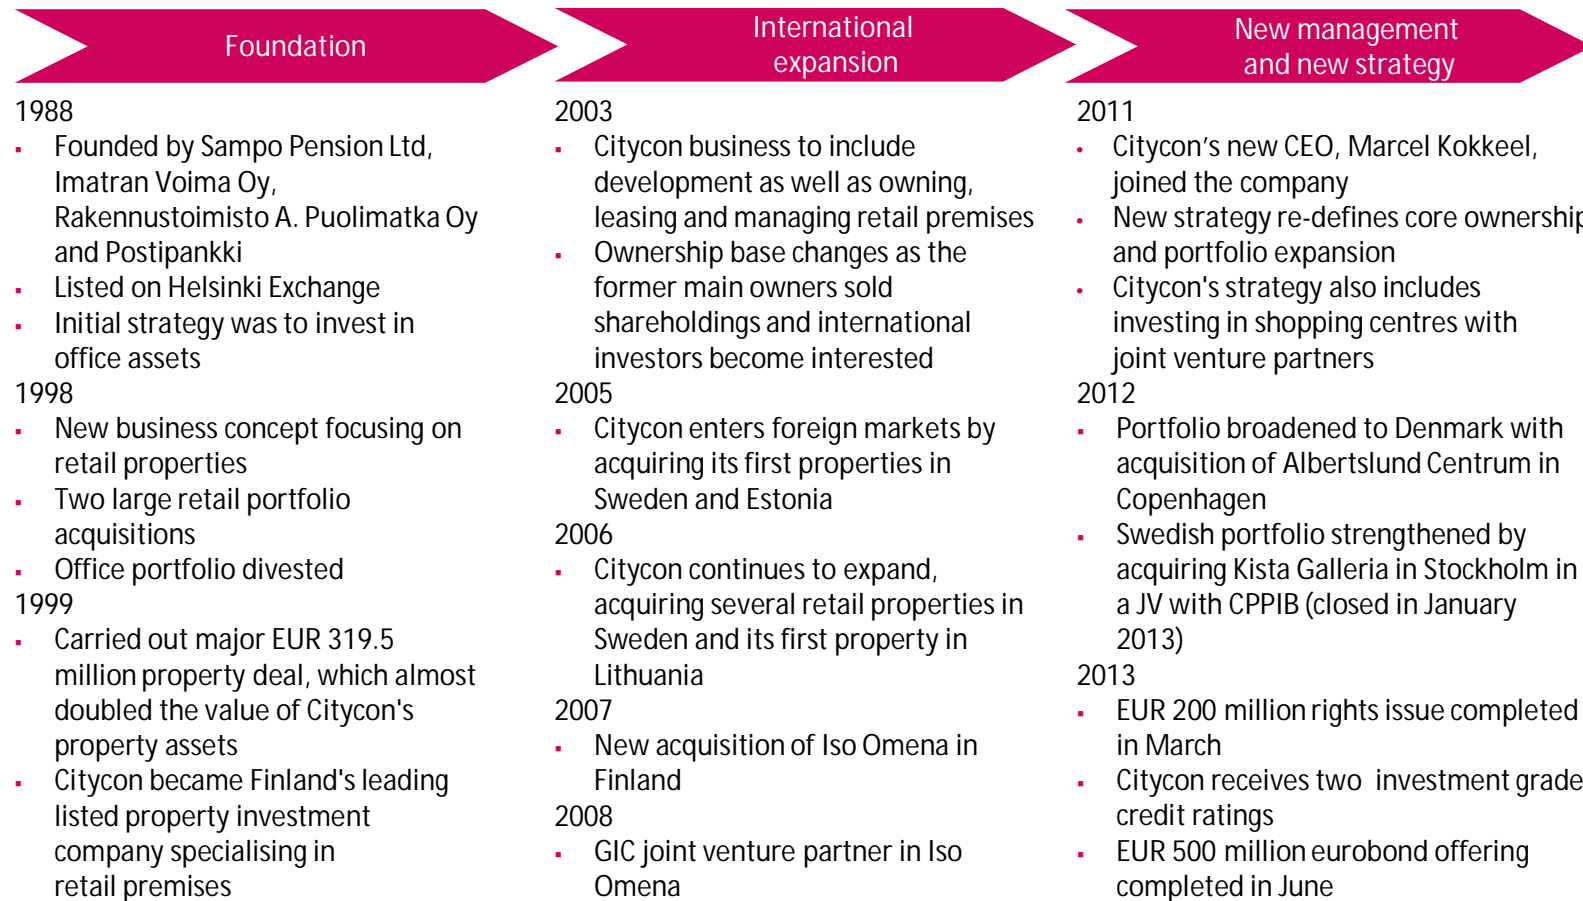 Foundation
1988
▪ Founded by Sampo Pension Ltd,
Imatran Voima Oy,
Rakennustoimisto A. Puolimatka Oy
and Postipankki
▪ Listed on Helsinki Exchange
▪ Initial strategy was to invest in
office assets
1998
▪ New business concept focusing on
retail properties
▪ Two large retail portfolio
acquisitions
▪ Office portfolio divested
1999
▪ Carried out major EUR 319.5
million property deal, which almost
doubled the value of Citycon's
property assets
▪ Citycon became Finland's leading
listed property investment
company specialising in
retail premises
International
expansion
2003
▪ Citycon business to include
development as well as owning,
leasing and managing retail premises
▪ Ownership base changes as the
former main owners sold
shareholdings and international
investors become interested
2005
▪ Citycon enters foreign markets by
acquiring its first properties in
Sweden and Estonia
2006
▪ Citycon continues to expand,
acquiring several retail properties in
Sweden and its first property in
Lithuania
2007
▪ New acquisition of Iso Omena in
Finland
2008
▪ GIC joint venture partner in Iso
Omena
New management
and new strategy
2011
• Citycon’s new CEO, Marcel Kokkeel,
joined the company
• New strategy re-defines core ownership
and portfolio expansion
• Citycon's strategy also includes
investing in shopping centres with
joint venture partners
2012
▪ Portfolio broadened to Denmark with
acquisition of Albertslund Centrum in
Copenhagen
▪ Swedish portfolio strengthened by
acquiring Kista Galleria in Stockholm in
a JV with CPPIB (closed in January
2013)
2013
▪ EUR 200 million rights issue completed
in March
▪ Citycon receives two investment grade
credit ratings
▪ EUR 500 million eurobond offering
completed in June